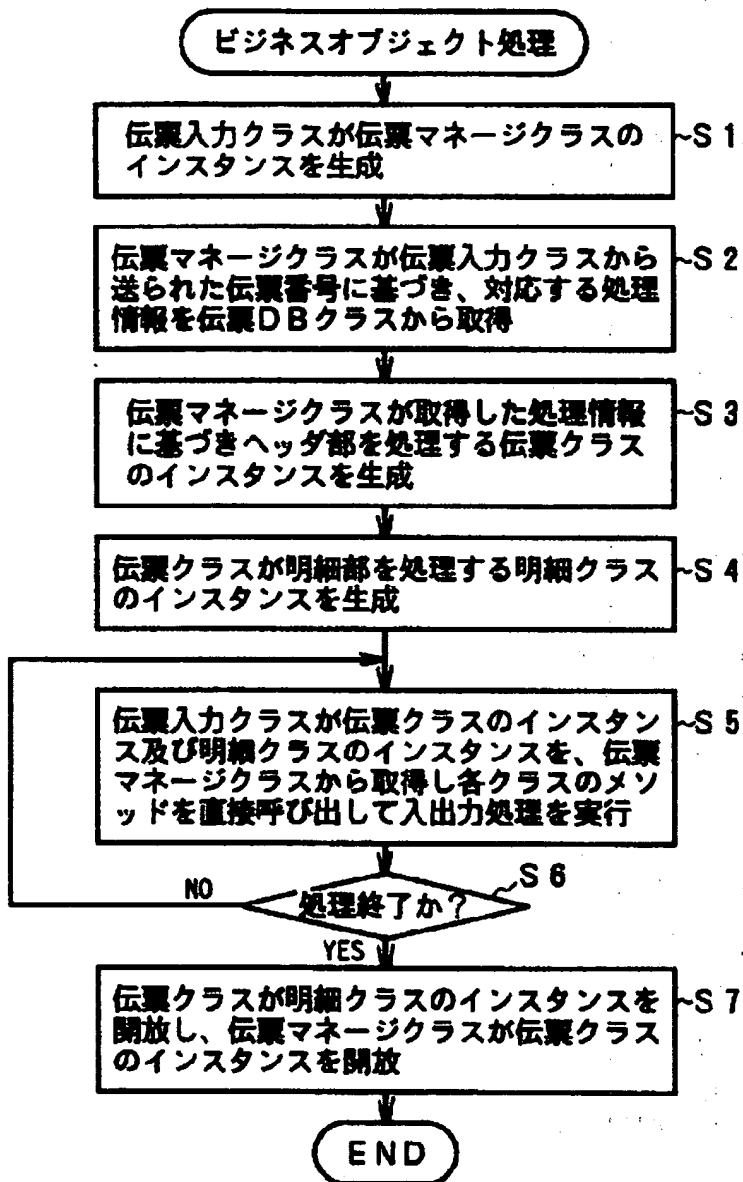 ビジネスオブジェクト処理
伝票入力クラスが伝票マネージクラスの
インスタンスを生成
~S1
伝票マネージクラスが伝票入力クラスから
送られた伝票番号に基づき、対応する処理
情報を伝票DBクラスから取得
~S2
伝票マネージクラスが取得した処理情報
に基づきヘッダ部を処理する伝票クラス
のインスタンスを生成
~S3
伝票クラスが明細部を処理する明細クラス
のインスタンスを生成
~S4
伝票入力クラスが伝票クラスのインスタン
ス及び明細クラスのインスタンスを、伝票
マネージクラスから取得し各クラスのメソ
ッドを直接呼び出して入出力処理を実行
~S5
処理終了か?
S6
NO
YES
伝票クラスが明細クラスのインスタンスを
開放し、伝票マネージクラスが伝票クラス
のインスタンスを開放
~S7
END